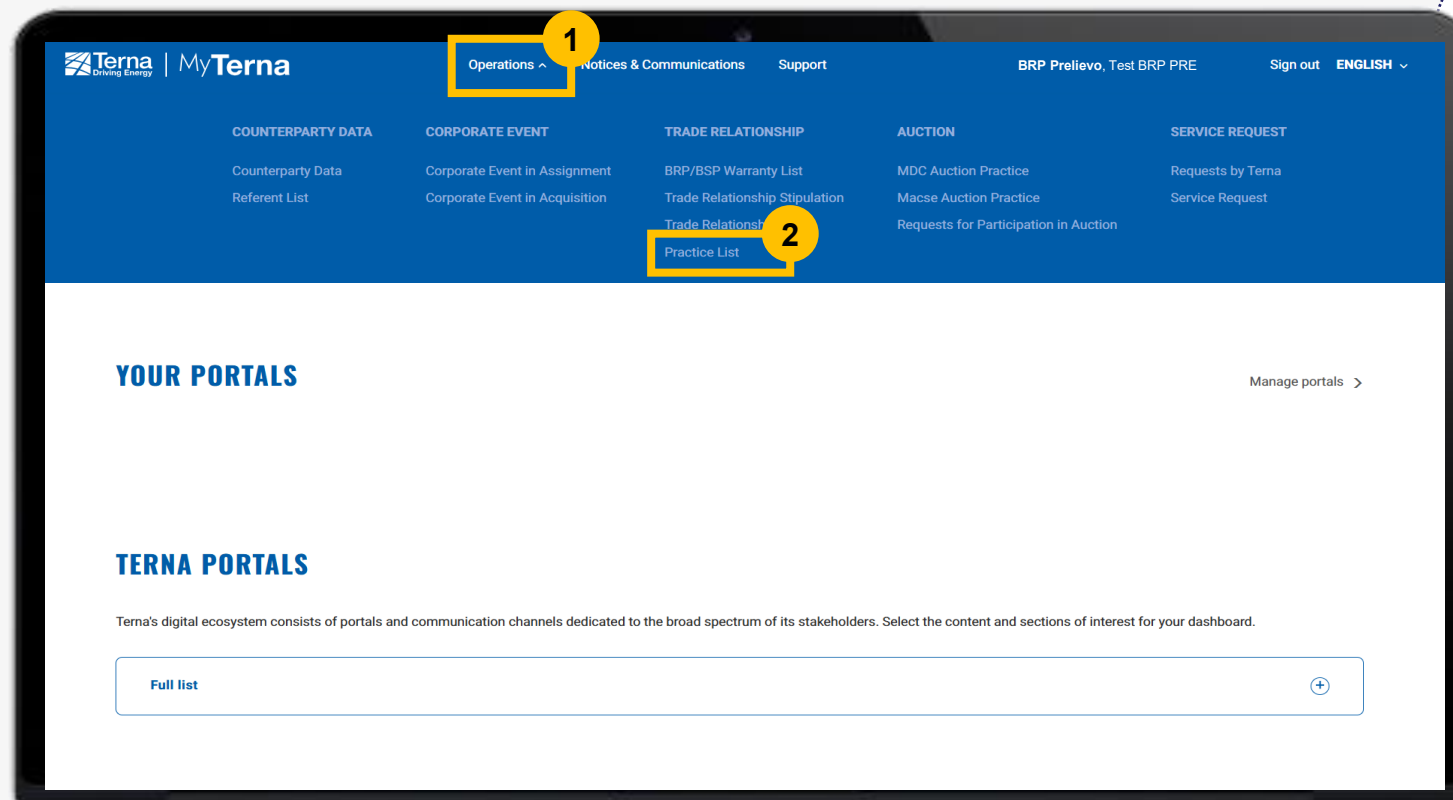 Terna
Driving Energy
MyTerna
Operations
Notices & Communications
Support
BRP Prelievo, Test BRP PRE
Sign out
ENGLISH
1
COUNTERPARTY DATA
Counterparty Data
Referent List
CORPORATE EVENT
Corporate Event in Assignment
Corporate Event in Acquisition
TRADE RELATIONSHIP
BRP/BSP Warranty List
Trade Relationship Stipulation
Trade
2
Practice List
AUCTION
MDC Auction Practice
Macse Auction Practice
Requests for Participation in Auction
SERVICE REQUEST
Requests by Terna
Service Request
YOUR PORTALS
Manage portals
TERNA PORTALS
Terna's digital ecosystem consists of portals and communication channels dedicated to the broad spectrum of its stakeholders. Select the content and sections of interest for your dashboard.
Full list